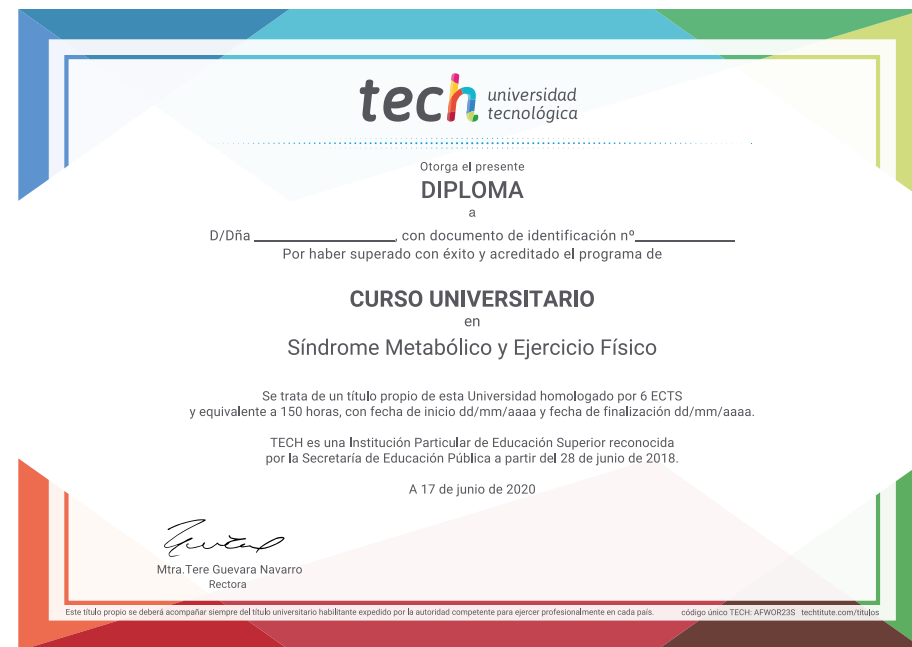 tech universidad
tecnológica
Otorga el presente
DIPLOMA
a
D/Dña ____________, con documento de identificación nº____________
Por haber superado con éxito y acreditado el programa de
CURSO UNIVERSITARIO
en
Síndrome Metabólico y Ejercicio Físico
Se trata de un título propio de esta Universidad homologado por 6 ECTS
y equivalente a 150 horas, con fecha de inicio dd/mm/aaaa y fecha de finalización dd/mm/aaaa.
TECH es una Institución Particular de Educación Superior reconocida
por la Secretaría de Educación Pública a partir del 28 de junio de 2018.
A 17 de junio de 2020
Mtra.Tere Guevara Navarro
Rectora
Este título propio se deberá acompañar siempre del título universitario habilitante expedido por la autoridad competente para ejercer profesionalmente en cada país. código único TECH: AFWOR23S techtitute.com/titulos